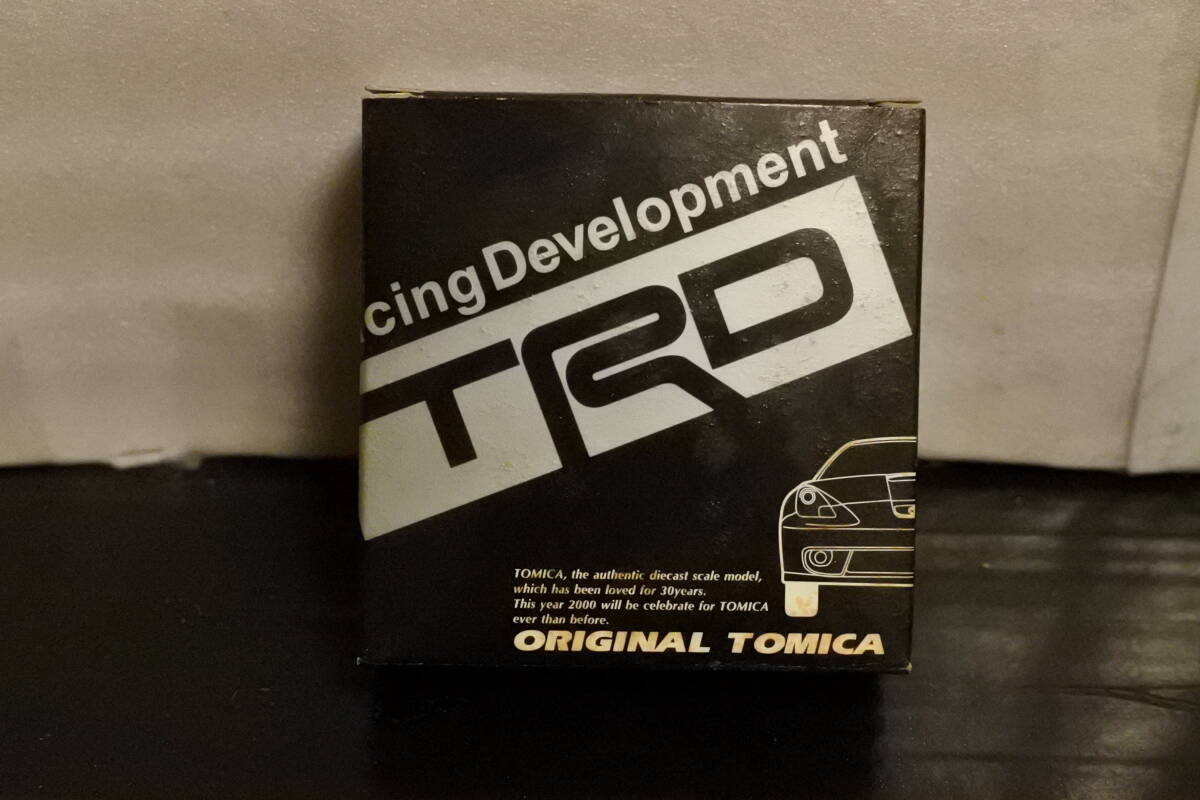 cing Development
TRD
TOMICA, the authentic diecast scale model,
which has been loved for 30years.
This year 2000 will be celebrate for TOMICA
ever than before.
ORIGINAL TOMICA